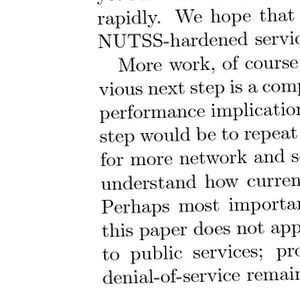 rapidly. We hope that
NUTSS-hardened servic
More work, of course
vious next step is a comp
performance implication
step would be to repeat
for more network and s
understand how curren
Perhaps most importan
this paper does not app
to public services; pro
denial-of-service remain